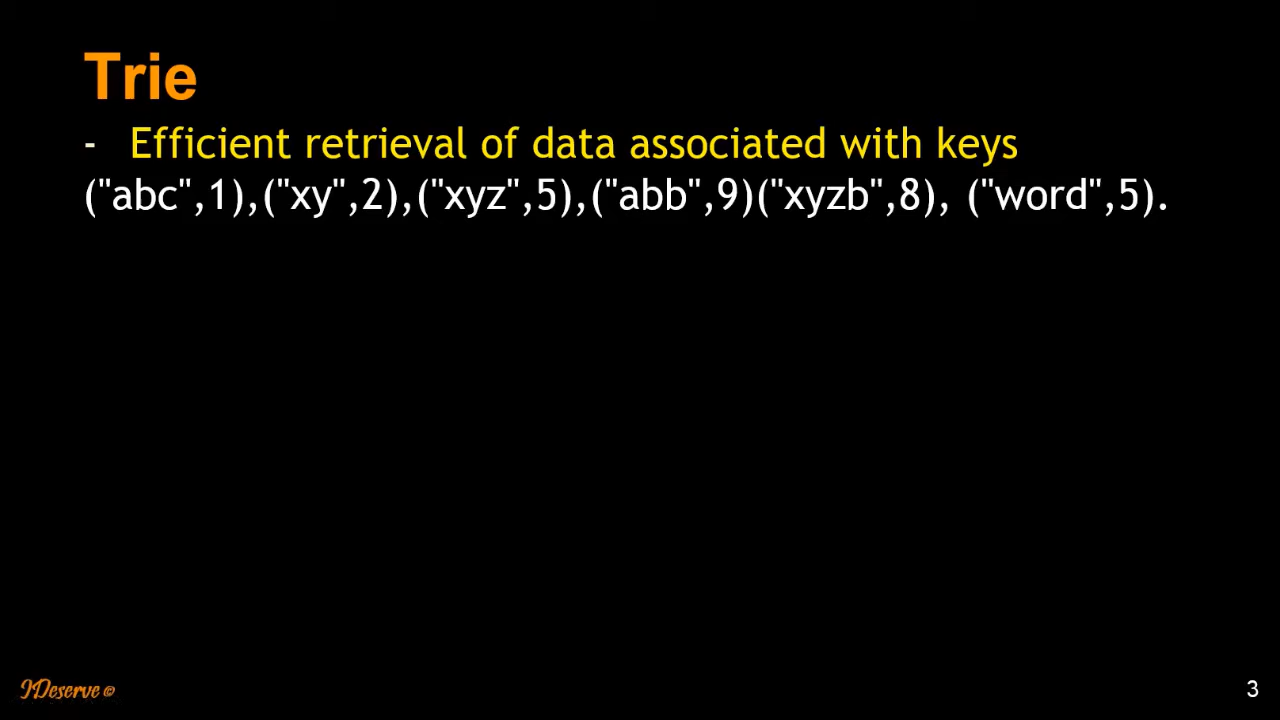 Trie
- Efficient retrieval of data associated with keys
("abc",1),("xy",2),("xyz",5),("abb",9)("xyzb",8), ("word",5).
IDeserve ©
3